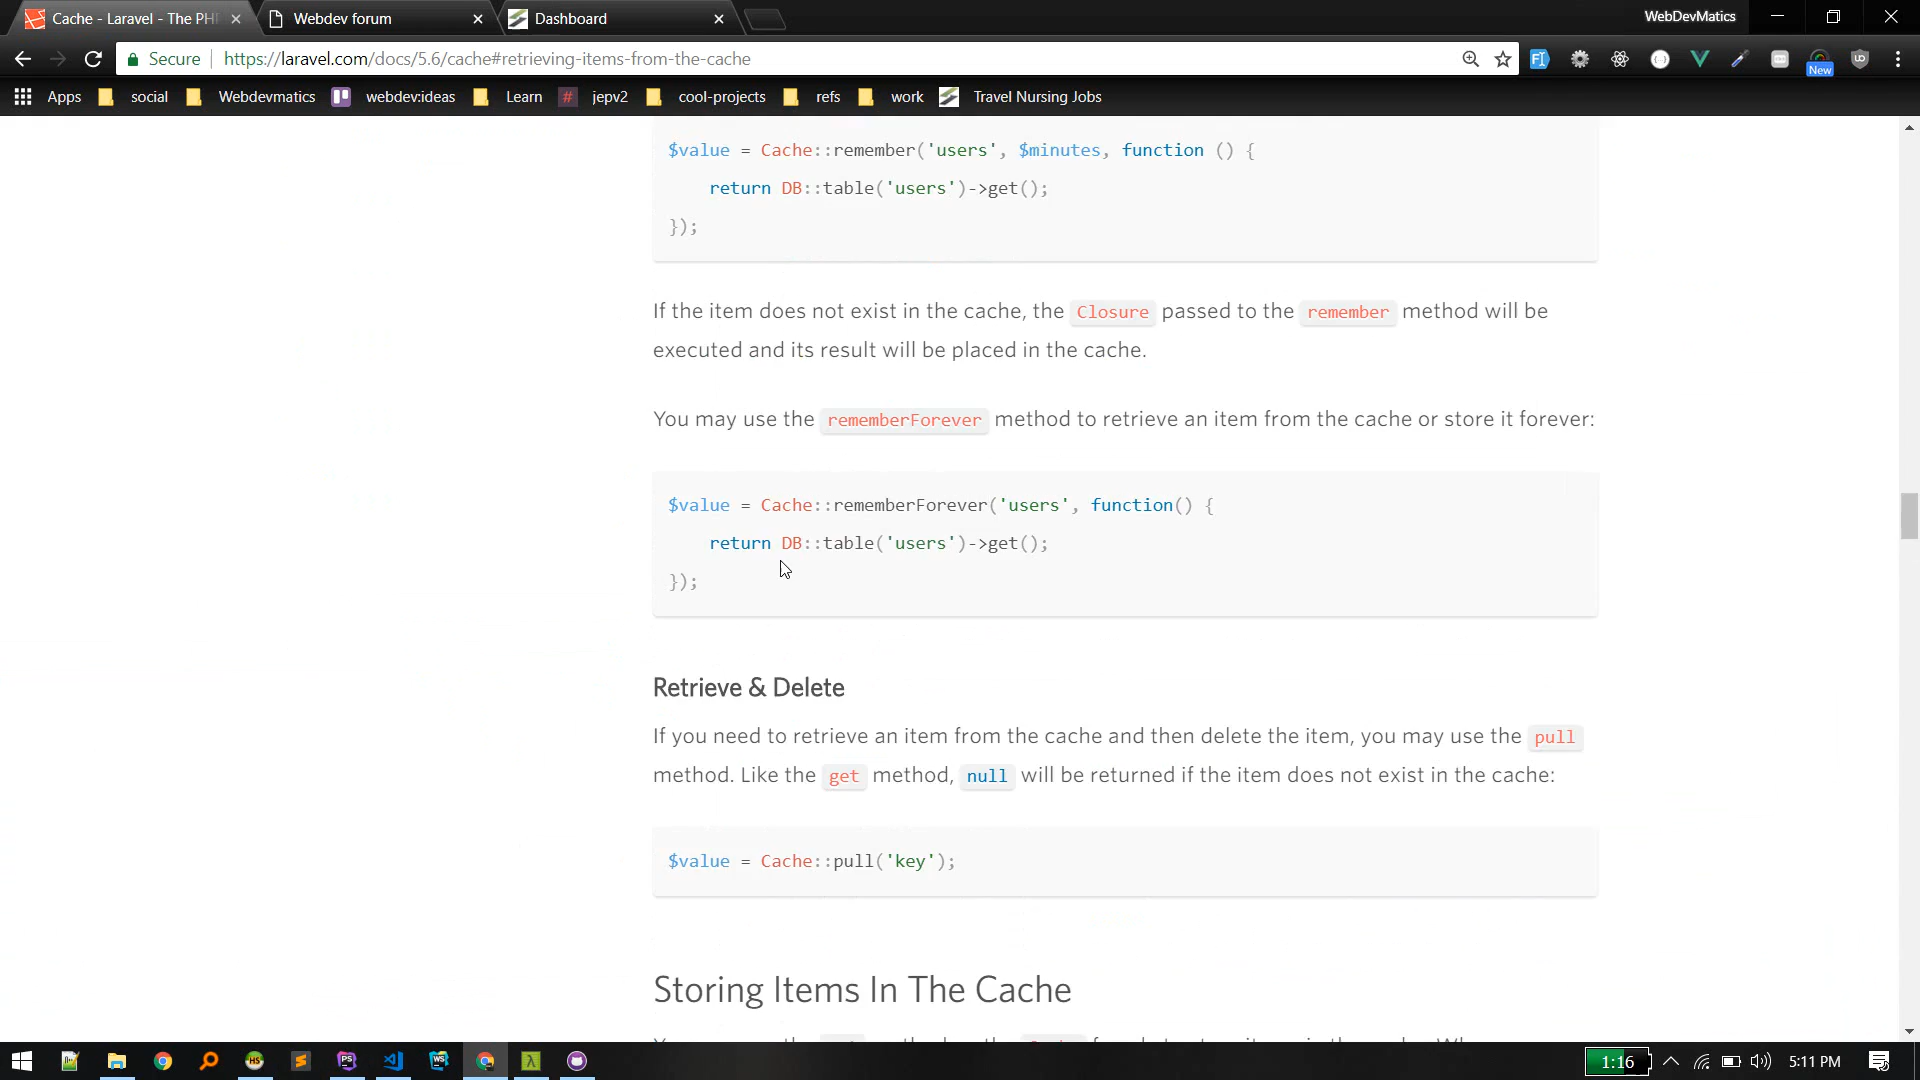 Cache - Laravel - The PH
Webdev forum
Dashboard
WebDevMatics
Secure
https://laravel.com/docs/5.6/cache#retrieving-items-from-the-cache
New
Apps
social
Webdevmatics
webdev:ideas
Learn
# jepv2
cool-projects
refs
work
Travel Nursing Jobs
$value = Cache::remember('users', $minutes, function () {
return DB::table('users')->get();
});
If the item does not exist in the cache, the Closure passed to the remember method will be
executed and its result will be placed in the cache.
You may use the rememberForever method to retrieve an item from the cache or store it forever:
$value = Cache::rememberForever('users', function() {
return DB::table('users')->get();
});
Retrieve & Delete
If you need to retrieve an item from the cache and then delete the item, you may use the pull
method. Like the get method, null will be returned if the item does not exist in the cache:
$value = Cache::pull('key');
Storing Items In The Cache
1:16
5:11 PM